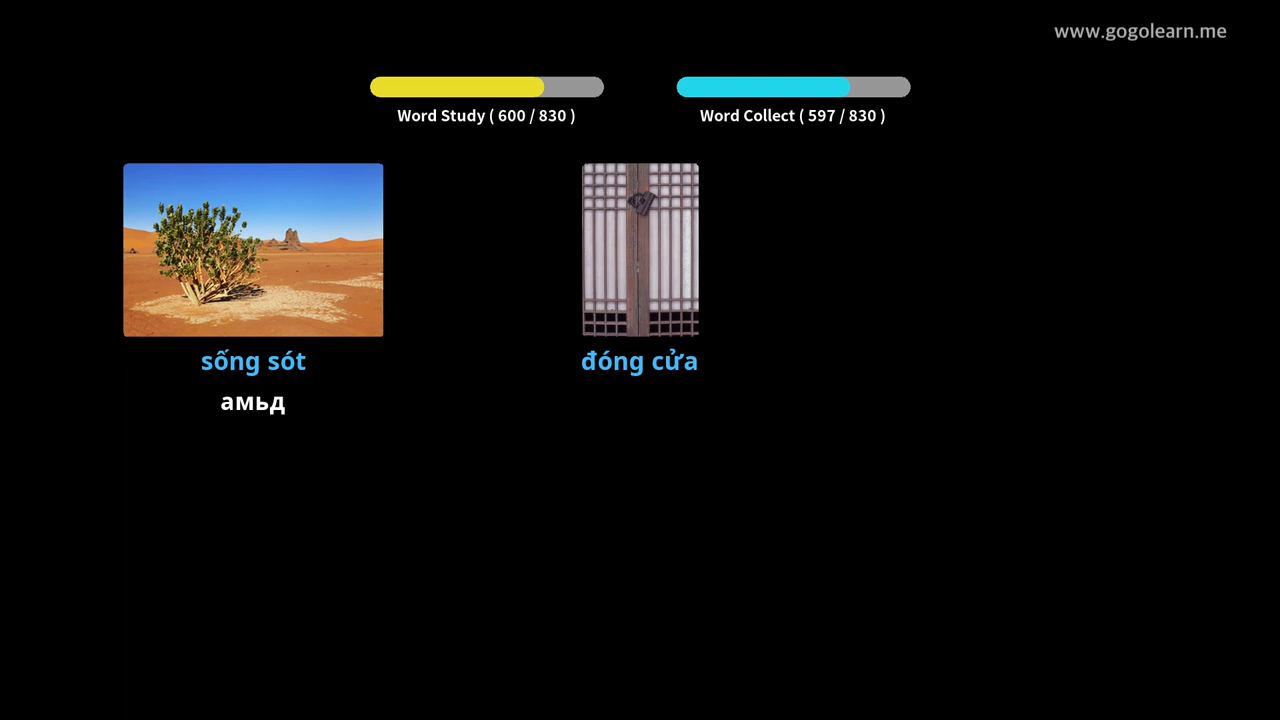 www.gogolearn.me
Word Study ( 600 / 830 )
Word Collect ( 597 / 830 )
sống sót
đóng cửa
амьд